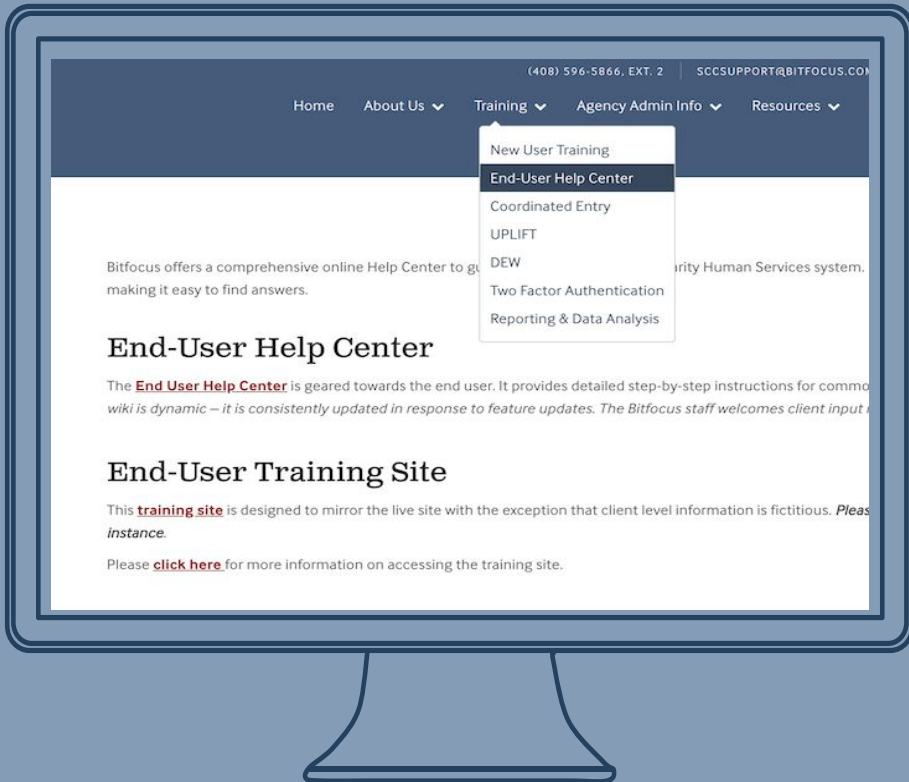 (408) 596-5866, EXT. 2 SCCSUPPORT@BITFOCUS.COM
Home About Us Training Agency Admin Info Resources
New User Training
End-User Help Center
Coordinated Entry
UPLIFT
DEW
Two Factor Authentication
Reporting & Data Analysis
Bitfocus offers a comprehensive online Help Center to Human Services system.
making it easy to find answers.
End-User Help Center
The End User Help Center is geared towards the end user. It provides detailed step-by-step instructions for
wiki is dynamic – it is consistently updated in response to feature updates. The Bitfocus staff welcomes client input
End-User Training Site
This training site is designed to mirror the live site with the exception that client level information is fictitious.
instance.
Please click here for more information on accessing the training site.